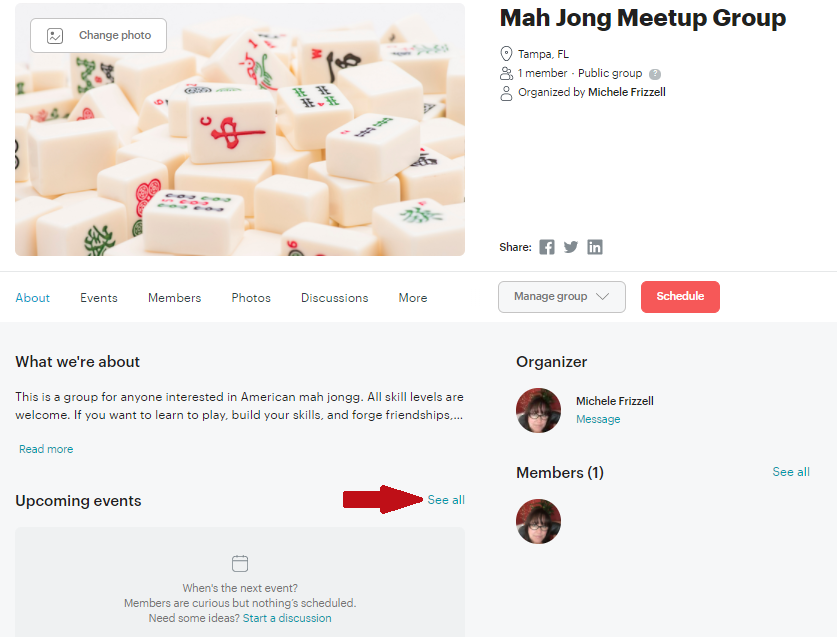 Change photo
Mah Jong Meetup Group
Tampa, FL
1 member · Public group ?
Organized by Michele Frizzell
Share:
About Events Members Photos Discussions More
Manage group
Schedule
What we're about
This is a group for anyone interested in American mah jongg. All skill levels are
welcome. If you want to learn to play, build your skills, and forge friendships,...
Read more
Organizer
Michele Frizzell
Message
Upcoming events
See all
Members (1)
See all
When's the next event?
Members are curious but nothing's scheduled.
Need some ideas? Start a discussion